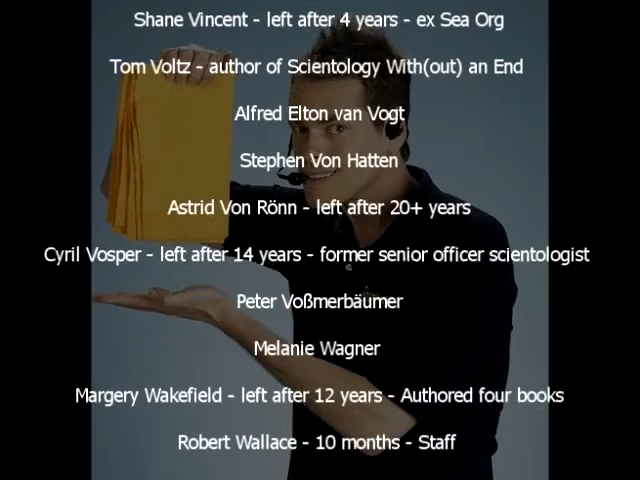 Shane Vincent - left after 4 years - ex Sea Org
Tom Voltz - author of Scientology With(out) an End
Alfred Elton van Vogt
Stephen Von Hatten
Astrid Von Rönn - left after 20+ years
Cyril Vosper - left after 14 years - former senior officer scientologist
Peter Voßmerbäumer
Melanie Wagner
Margery Wakefield - left after 12 years - Authored four books
Robert Wallace - 10 months - Staff